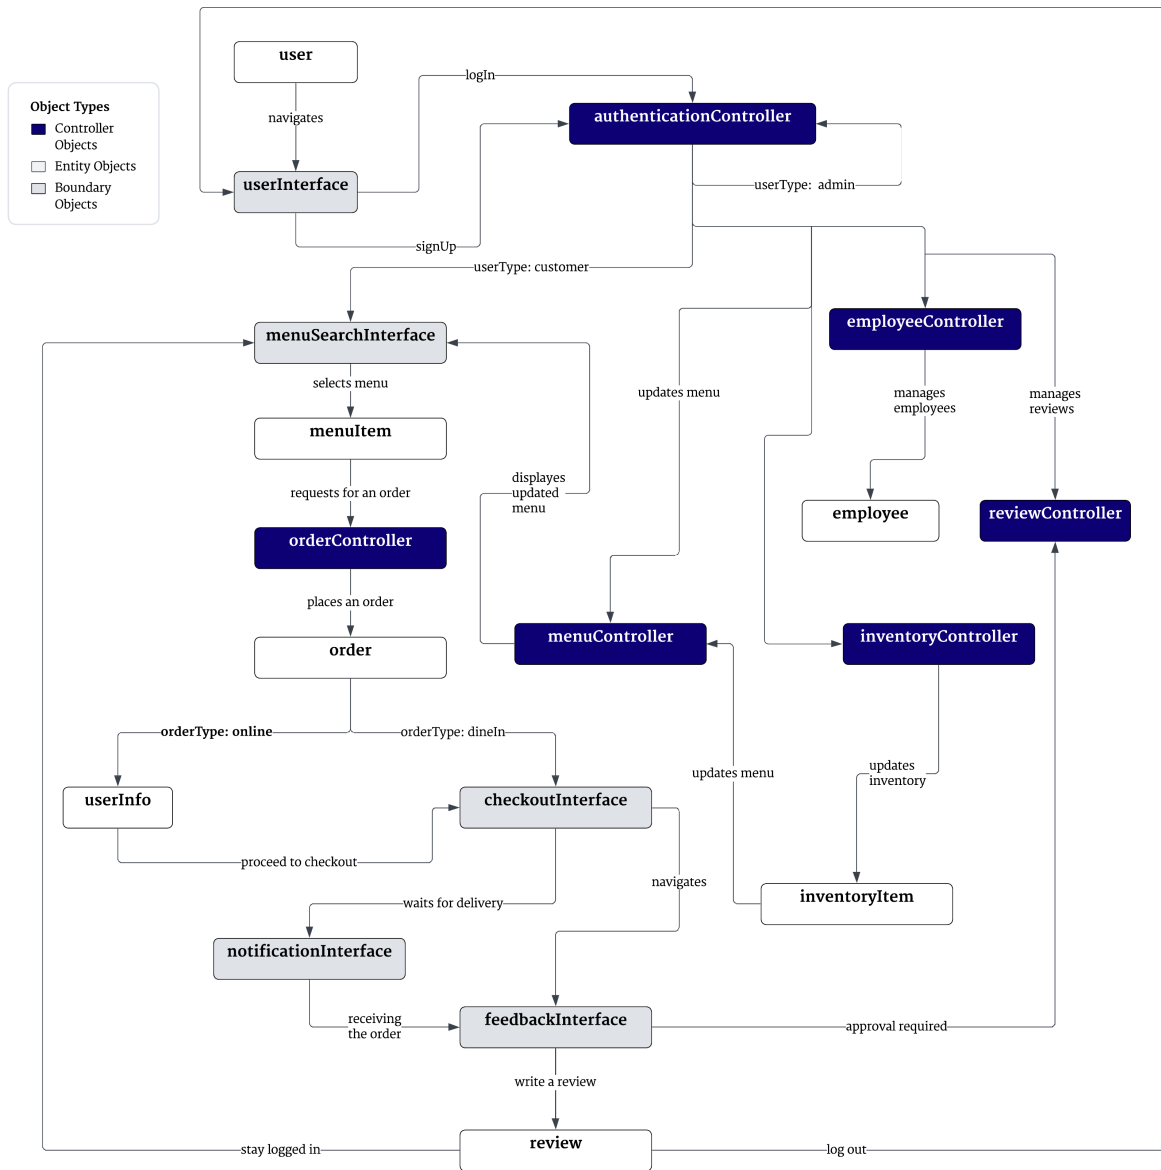 user
logIn
Object Types
Controller
Objects
Entity Objects
Boundary
Objects
navigates
authenticationController
userInterface
userType: admin
signUp
userType: customer
menuSearchInterface
employeeController
selects menu
updates menu
manages
employees
manages
reviews
menuItem
displayes
updated
menu
requests for an order
employee
reviewController
orderController
places an order
order
menuController
inventoryController
orderType: online
orderType: dineIn
updates menu
updates
inventory
userInfo
checkoutInterface
proceed to checkout
navigates
waits for delivery
inventoryItem
notificationInterface
receiving
the order
feedbackInterface
approval required
write a review
stay logged in
review
log out